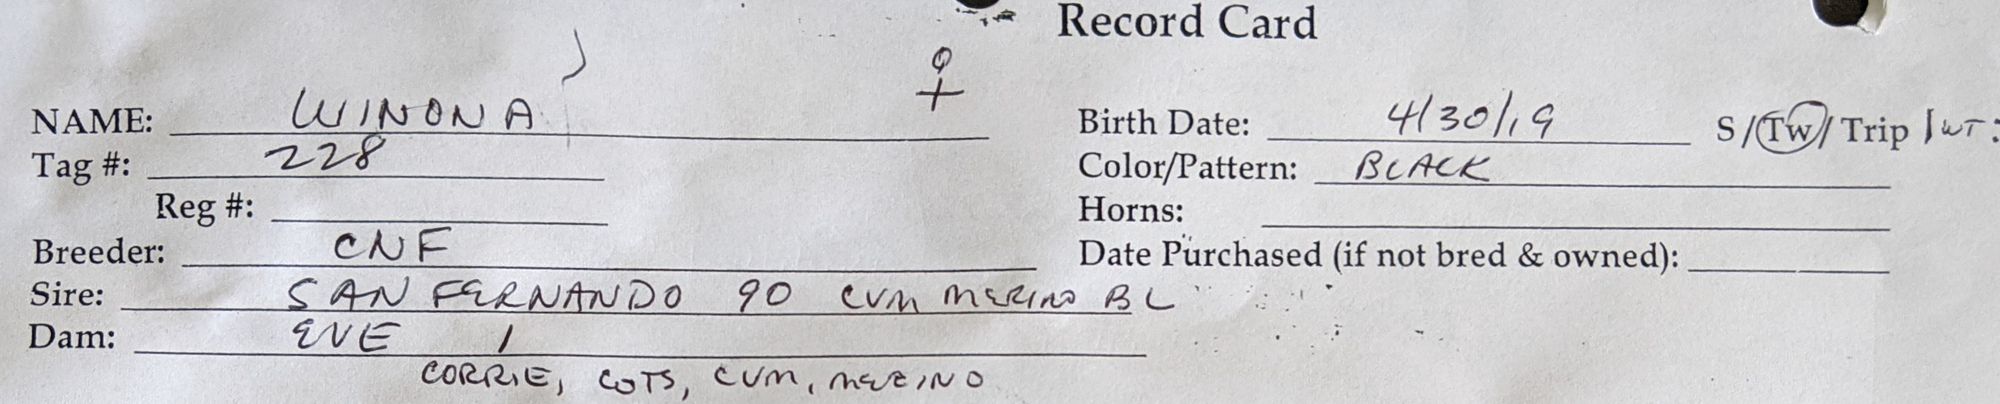 Record Card
♀
NAME: WINONA
Birth Date: 4/30/19 S / Tw / Trip / WT:
Tag #: 228
Color/Pattern: BLACK
Reg #:
Horns:
Breeder: CNF
Date Purchased (if not bred & owned):
Sire: SAN FERNANDO 90 CVM MERINO BL
Dam: EVE 1
CORRIE, COTS, CVM, MERINO